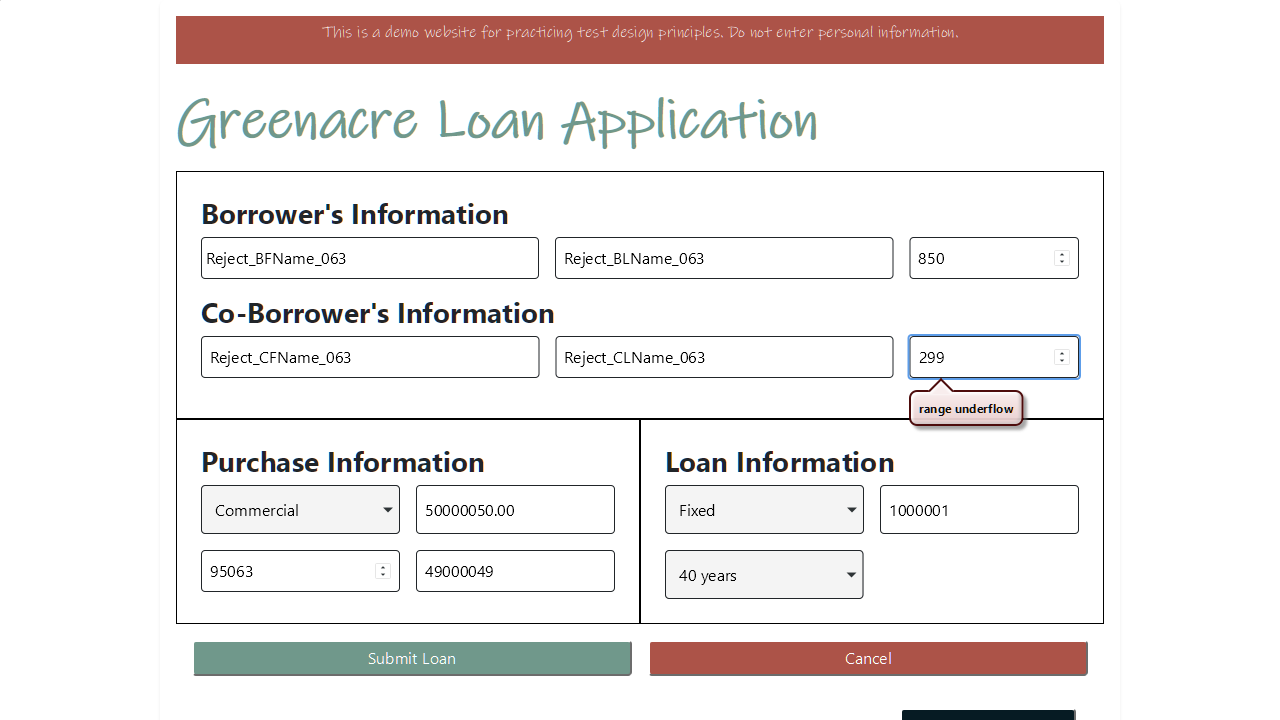 This is a demo website for practicing test design principles. Do not enter personal information.
Greenacre Loan Application
Borrower's Information
Reject_BFName_063 Reject_BLName_063 850
Co-Borrower's Information
Reject_CFName_063 Reject_CLName_063 299
range underflow
Purchase Information Loan Information
Commercial 50000050.00 Fixed 1000001
95063 49000049 40 years
Submit Loan Cancel